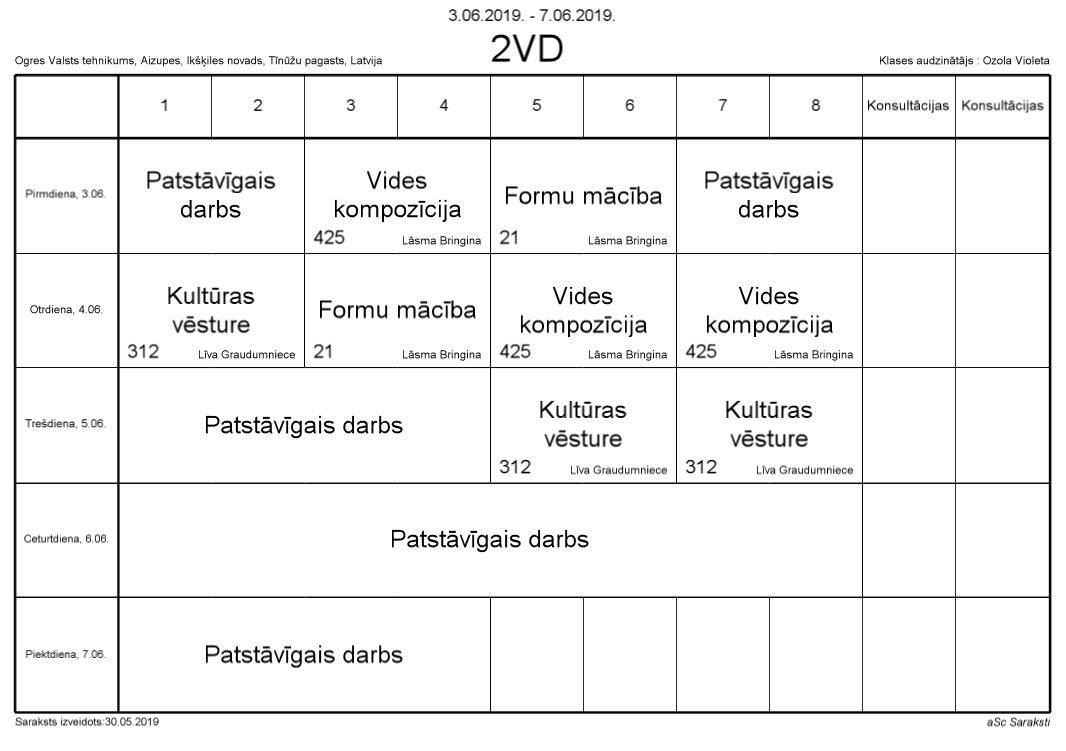 3.06.2019. - 7.06.2019.
2VD
Ogres Valsts tehnikums, Aizupes, Ikšķiles novads, Tīnūžu pagasts, Latvija
Klases audzinātājs : Ozola Violeta
1 2 3 4 5 6 7 8 Konsultācijas Konsultācijas
Pirmdiena, 3.06.
Patstāvīgais
darbs
Vides
kompozīcija
425 Lāsma Bringina
Formu mācība
21 Lāsma Bringina
Patstāvīgais
darbs
Otrdiena, 4.06.
Kultūras
vēsture
312 Līva Graudumniece
Formu mācība
21 Lāsma Bringina
Vides
kompozīcija
425 Lāsma Bringina
Vides
kompozīcija
425 Lāsma Bringina
Trešdiena, 5.06.
Patstāvīgais darbs
Kultūras
vēsture
312 Līva Graudumniece
Kultūras
vēsture
312 Līva Graudumniece
Ceturtdiena, 6.06.
Patstāvīgais darbs
Piektdiena, 7.06.
Patstāvīgais darbs
Saraksts izveidots:30.05.2019
aSc Saraksti